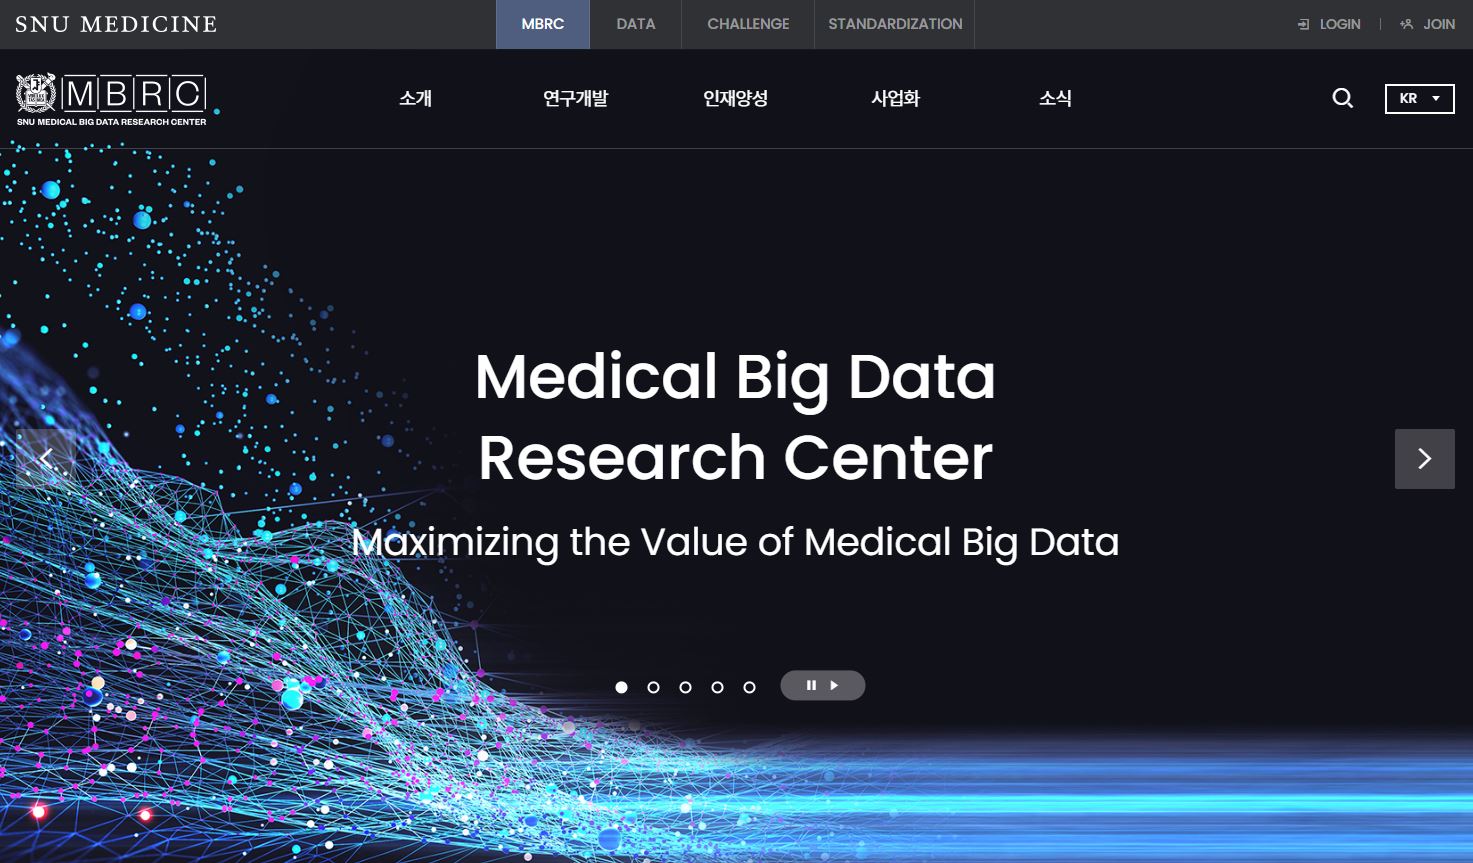 SNU MEDICINE
MBRC
DATA
CHALLENGE
STANDARDIZATION
LOGIN
JOIN
MBRC
SNU MEDICAL BIG DATA RESEARCH CENTER
소개
연구개발
인재양성
사업화
소식
KR
Medical Big Data
Research Center
Maximizing the Value of Medical Big Data